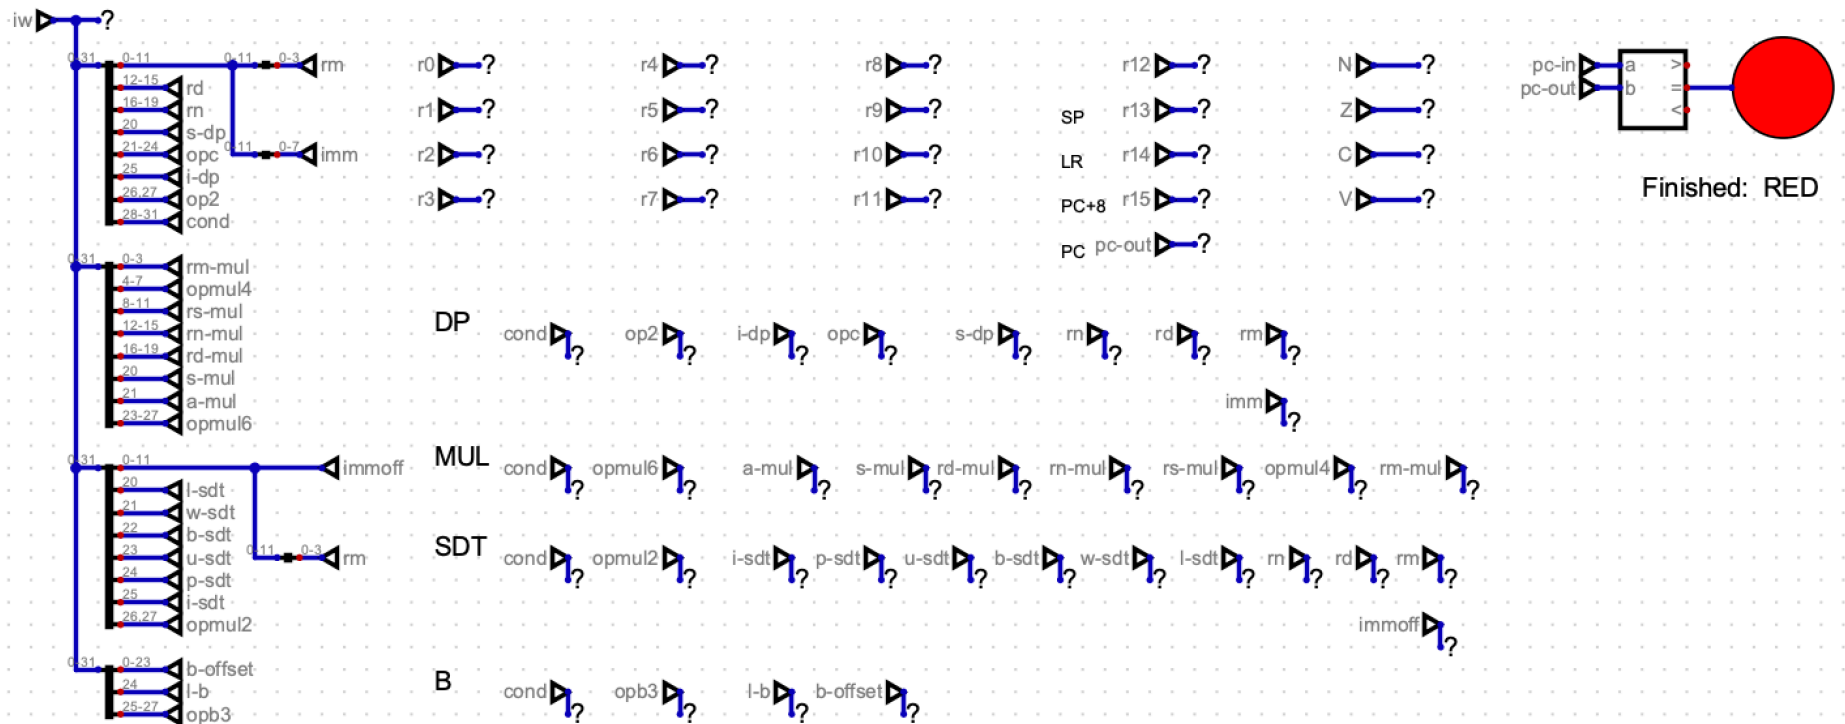 iw ?
0-31 0-11 0-11 0-3 rm r0 ? r4 ? r8 ? r12 ? N ? pc-in a >
12-15 rd pc-out b =
16-19 rn r1 ? r5 ? r9 ? SP r13 ? Z ? <
20 s-dp
21-24 opc 0-11 0-7 imm r2 ? r6 ? r10 ? LR r14 ? C ?
25 i-dp
26,27 op2 r3 ? r7 ? r11 ? PC+8 r15 ? V ? Finished: RED
28-31 cond
PC pc-out ?
0-31 0-3 rm-mul
4-7 opmul4
8-11 rs-mul
12-15 rn-mul DP cond ? op2 ? i-dp ? opc ? s-dp ? rn ? rd ? rm ?
16-19 rd-mul
20 s-mul
21 a-mul imm ?
23-27 opmul6
0-31 0-11 immoff MUL cond ? opmul6 ? a-mul ? s-mul ? rd-mul ? rn-mul ? rs-mul ? opmul4 ? rm-mul ?
20 l-sdt
21 w-sdt
22 b-sdt
23 u-sdt 0-11 0-3 rm SDT cond ? opmul2 ? i-sdt ? p-sdt ? u-sdt ? b-sdt ? w-sdt ? l-sdt ? rn ? rd ? rm ?
24 p-sdt
25 i-sdt
26,27 opmul2 immoff ?
0-31 0-23 b-offset
24 l-b B cond ? opb3 ? l-b ? b-offset ?
25-27 opb3